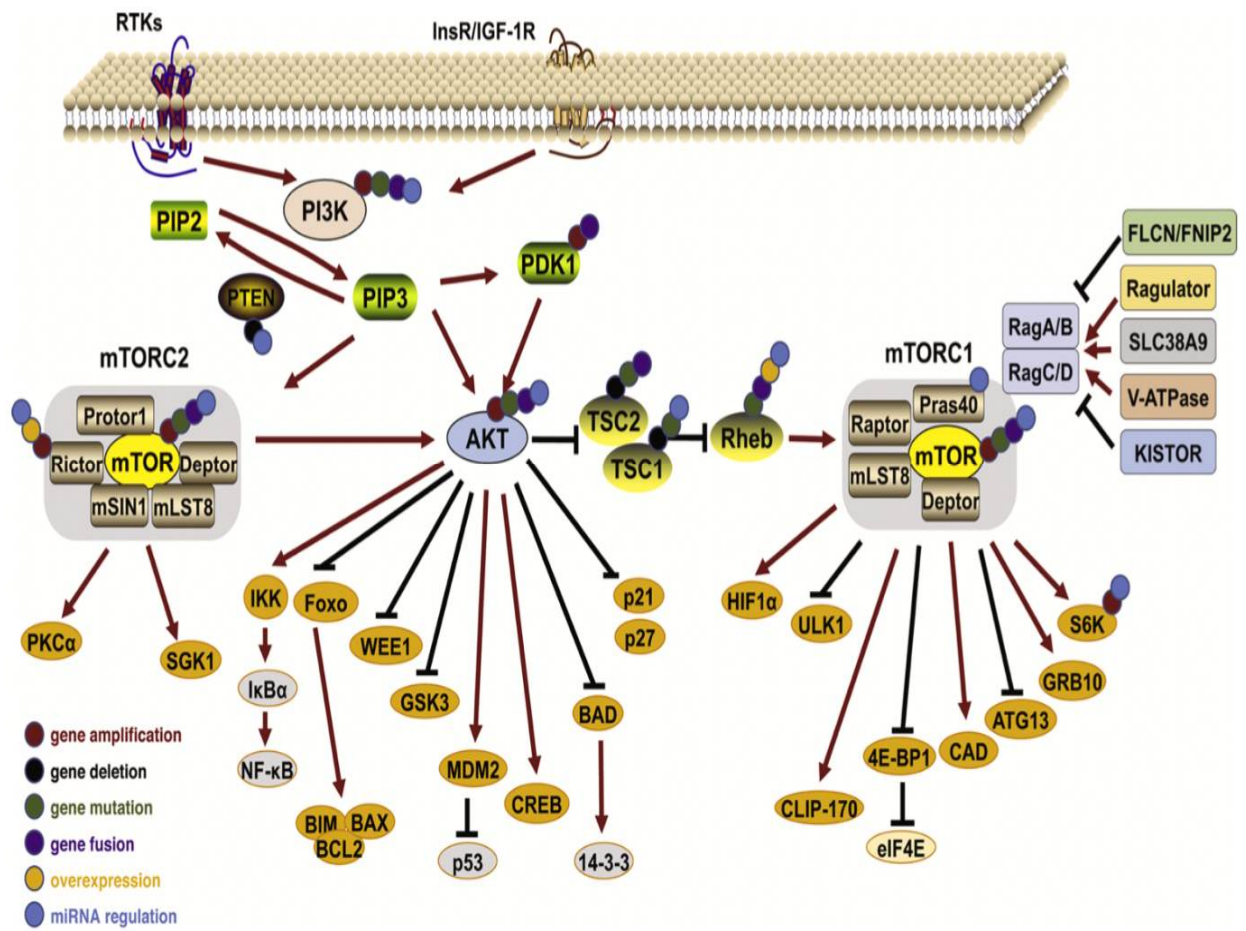 RTKs
InsR/IGF-1R
PI3K
PIP2
PTEN
PIP3
PDK1
FLCN/FNIP2
Ragulator
SLC38A9
V-ATPase
KISTOR
RagA/B
RagC/D
mTORC2
Protor1
Rictor
mTOR
Deptor
mSIN1
mLST8
AKT
TSC2
TSC1
Rheb
mTORC1
Pras40
Raptor
mTOR
mLST8
Deptor
IKK
Foxo
WEE1
GSK3
MDM2
CREB
BAD
p21
p27
PKCα
SGK1
IκBα
NF-κB
BIM
BAX
BCL2
p53
14-3-3
HIF1α
ULK1
CLIP-170
4E-BP1
eIF4E
CAD
ATG13
GRB10
S6K
gene amplification
gene deletion
gene mutation
gene fusion
overexpression
miRNA regulation